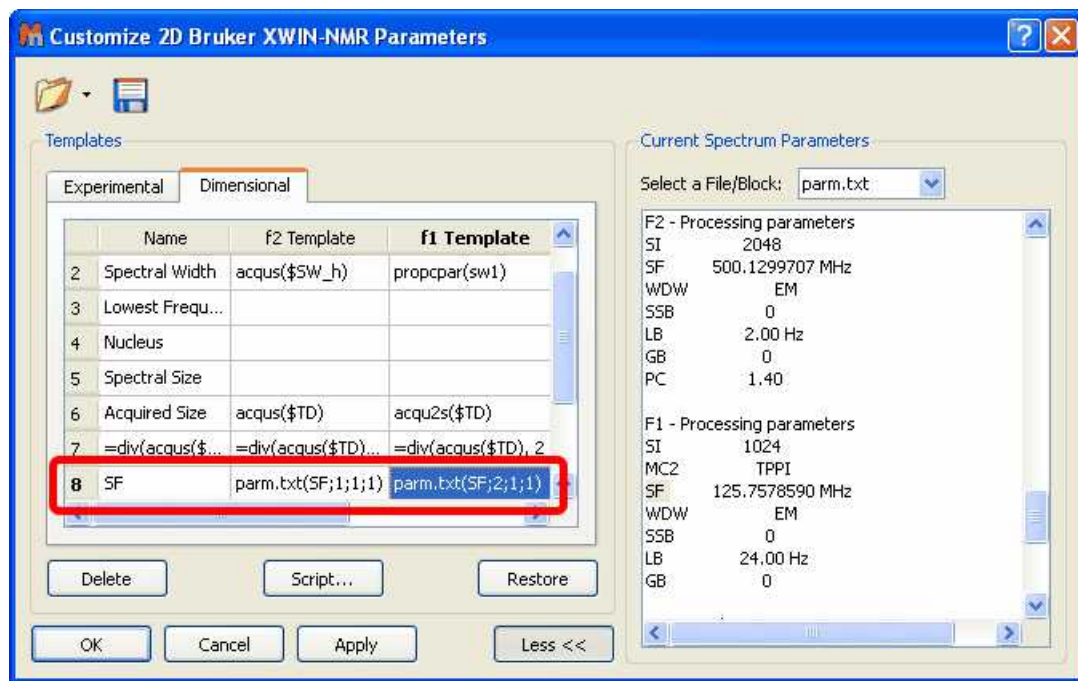 Customize 2D Bruker XWIN-NMR Parameters
Templates
Experimental
Dimensional
Name f2 Template f1 Template
2 Spectral Width acqus($SW_h) propcpar(sw1)
3 Lowest Frequ...
4 Nucleus
5 Spectral Size
6 Acquired Size acqus($TD) acqu2s($TD)
7 =div(acqus($... =div(acqus($TD)... =div(acqus($TD), 2
8 SF parm.txt(SF;1;1;1) parm.txt(SF;2;1;1)
Delete Script... Restore
OK Cancel Apply Less <<
Current Spectrum Parameters
Select a File/Block: parm.txt
F2 - Processing parameters
SI 2048
SF 500.1299707 MHz
WDW EM
SSB 0
LB 2.00 Hz
GB 0
PC 1.40
F1 - Processing parameters
SI 1024
MC2 TPPI
SF 125.7578590 MHz
WDW EM
SSB 0
LB 24.00 Hz
GB 0